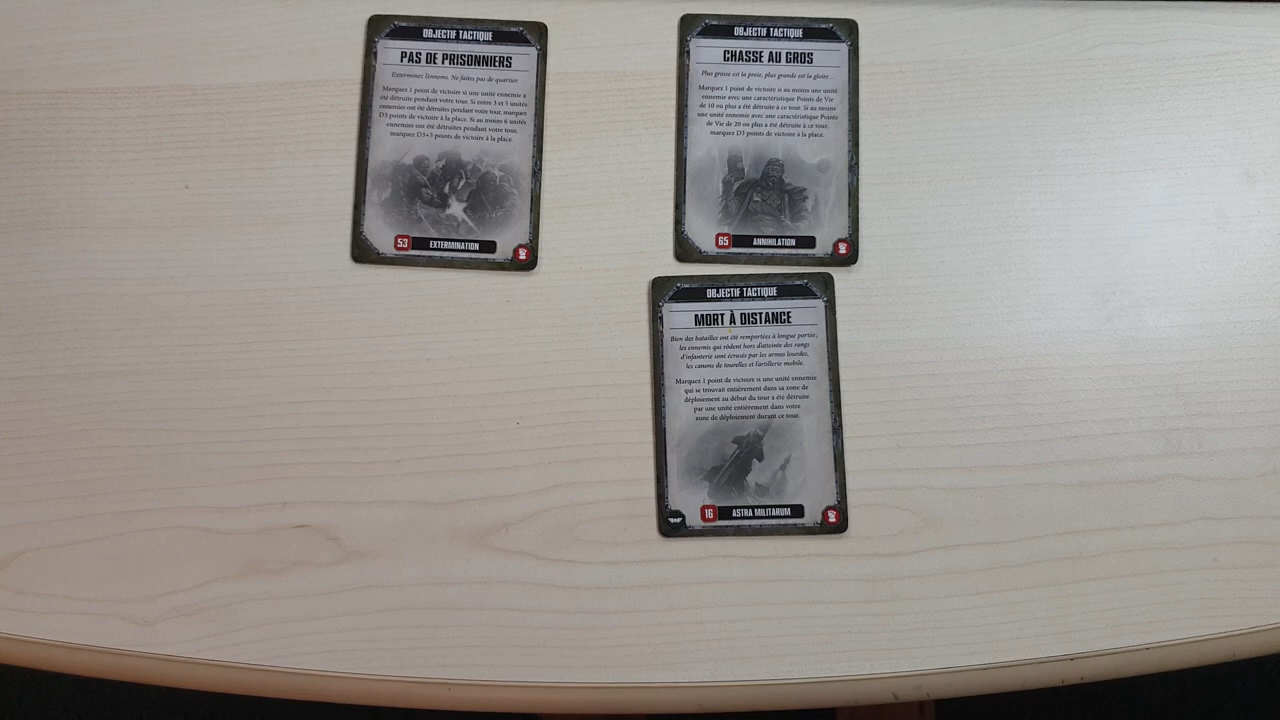 OBJECTIF TACTIQUE
PAS DE PRISONNIERS
Exterminez l'ennemi. Ne faites pas de quartier.
Marquez 1 point de victoire si une unité ennemie a
été détruite pendant votre tour. Si entre 3 et 5 unités
ennemies ont été détruites pendant votre tour, marquez
D3 points de victoire à la place. Si au moins 6 unités
ennemies ont été détruites pendant votre tour,
marquez D3+3 points de victoire à la place.
53 EXTERMINATION
OBJECTIF TACTIQUE
CHASSE AU GROS
Plus grasse est la proie, plus grande est la gloire...
Marquez 1 point de victoire si au moins une unité
ennemie avec une caractéristique Points de Vie
de 10 ou plus a été détruite à ce tour. Si au moins
une unité ennemie avec une caractéristique Points
de Vie de 20 ou plus a été détruite à ce tour,
marquez D3 points de victoire à la place.
65 ANNIHILATION
OBJECTIF TACTIQUE
MORT À DISTANCE
Bien des batailles ont été remportées à longue portée;
les ennemis qui rôdent hors d'atteinte des rangs
d'infanterie sont écrasés par les armes lourdes,
les canons de tourelles et l'artillerie mobile.
Marquez 1 point de victoire si une unité ennemie
qui se trouvait entièrement dans sa zone de
déploiement au début du tour a été détruite
par une unité entièrement dans votre
zone de déploiement durant ce tour.
16 ASTRA MILITARUM